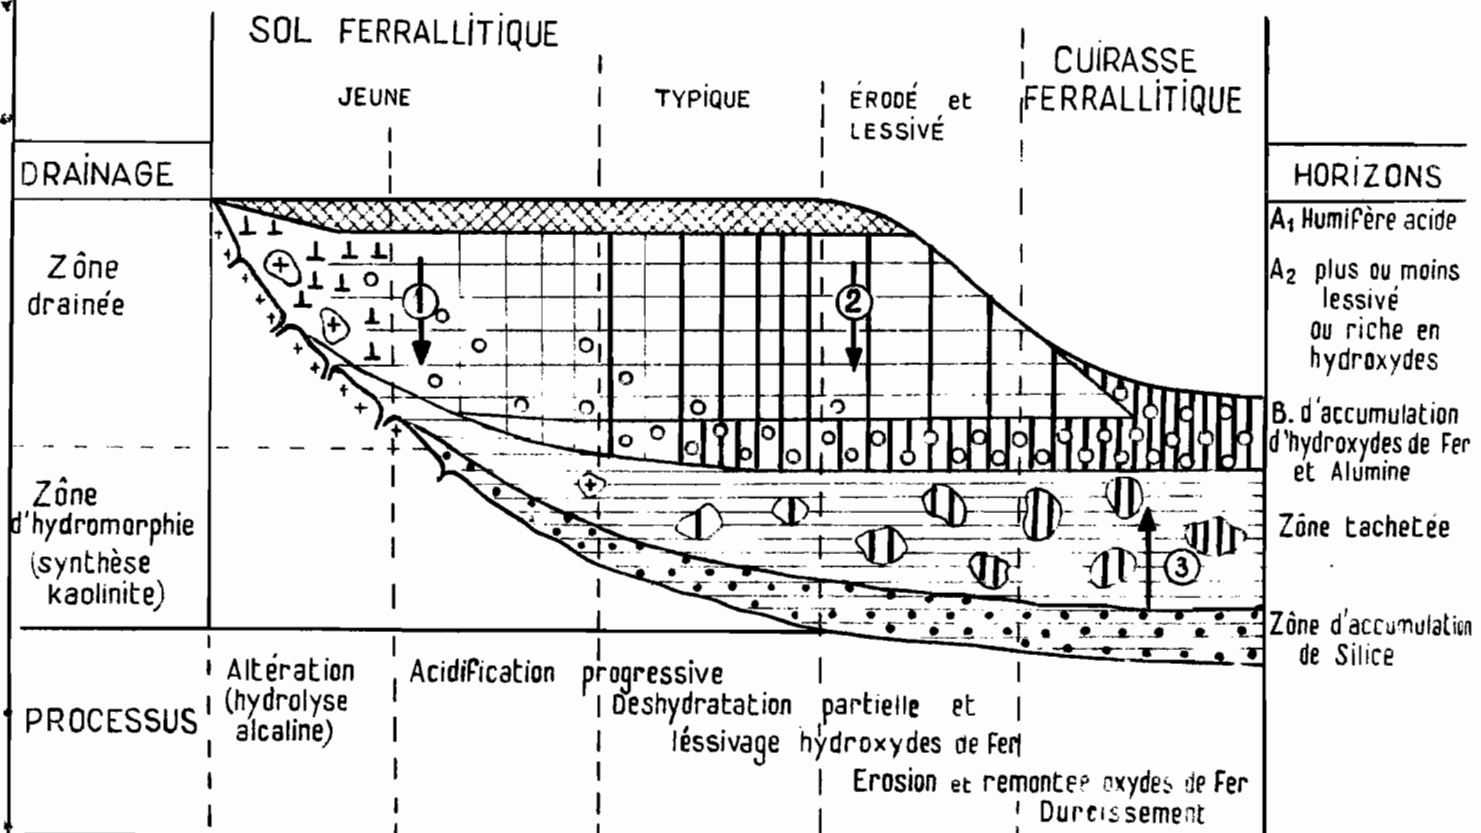 SOL FERRALLITIQUE
JEUNE
TYPIQUE
ÉRODÉ et
LESSIVÉ
CUIRASSE
FERRALLITIQUE
DRAINAGE
HORIZONS
Zône
drainée
Zône
d'hydromorphie
(synthèse
kaolinite)
1
2
3
A1 Humifère acide
A2 plus ou moins
lessivé
ou riche en
hydroxydes
B. d'accumulation
d'hydroxydes de Fer
et Alumine
Zône tachetée
Zône d'accumulation
de Silice
PROCESSUS
Altération
(hydrolyse
alcaline)
Acidification progressive
Deshydratation partielle et
léssivage hydroxydes de Fer
Erosion et remontée oxydes de Fer
Durcissement